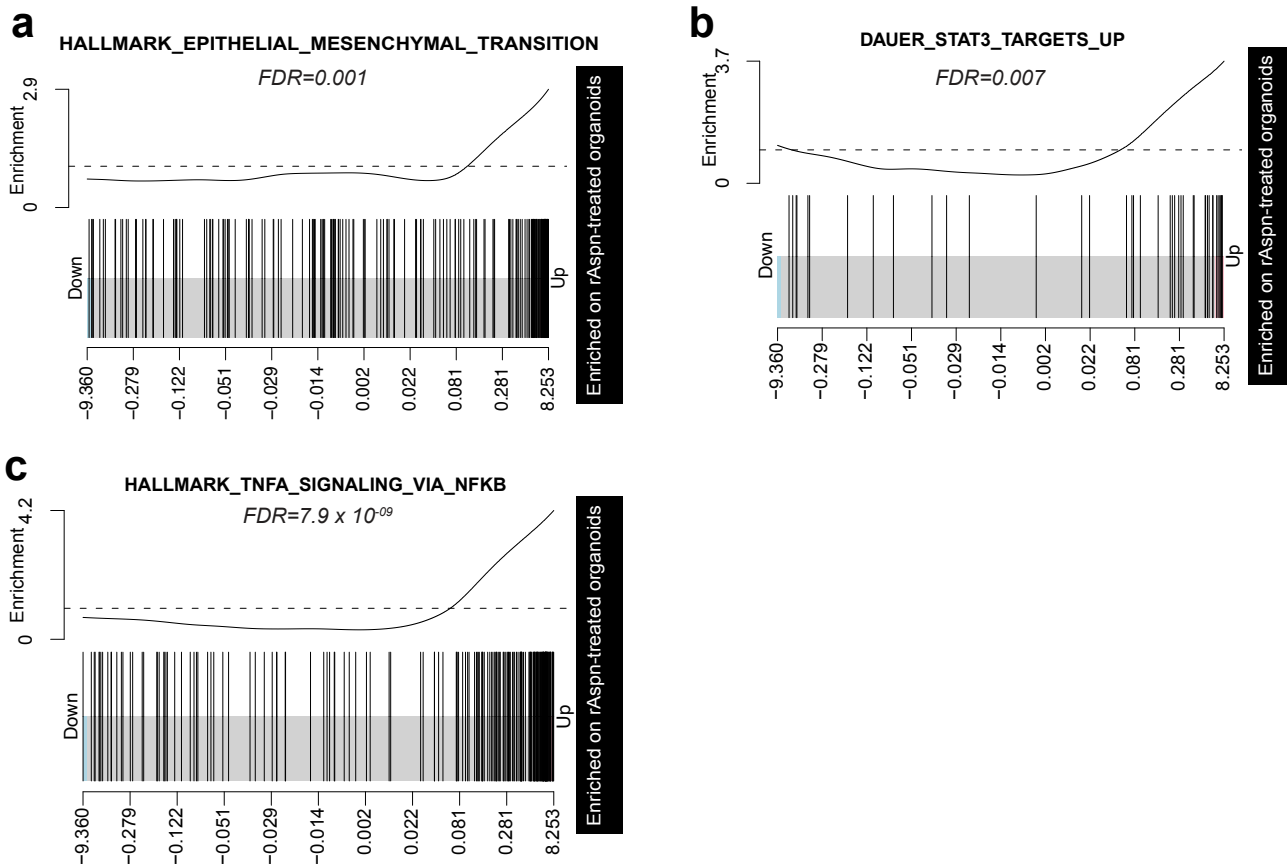 a
HALLMARK_EPITHELIAL_MESENCHYMAL_TRANSITION
FDR=0.001
Enrichment
0
2.9
Down
Up
−9.360
−0.279
−0.122
−0.051
−0.029
−0.014
0.002
0.022
0.081
0.281
8.253
Enriched on rAspn-treated organoids
b
DAUER_STAT3_TARGETS_UP
FDR=0.007
Enrichment
0
3.7
Down
Up
−9.360
−0.279
−0.122
−0.051
−0.029
−0.014
0.002
0.022
0.081
0.281
8.253
Enriched on rAspn-treated organoids
c
HALLMARK_TNFA_SIGNALING_VIA_NFKB
FDR=7.9 x 10⁻⁰⁹
Enrichment
0
4.2
Down
Up
−9.360
−0.279
−0.122
−0.051
−0.029
−0.014
0.002
0.022
0.081
0.281
8.253
Enriched on rAspn-treated organoids